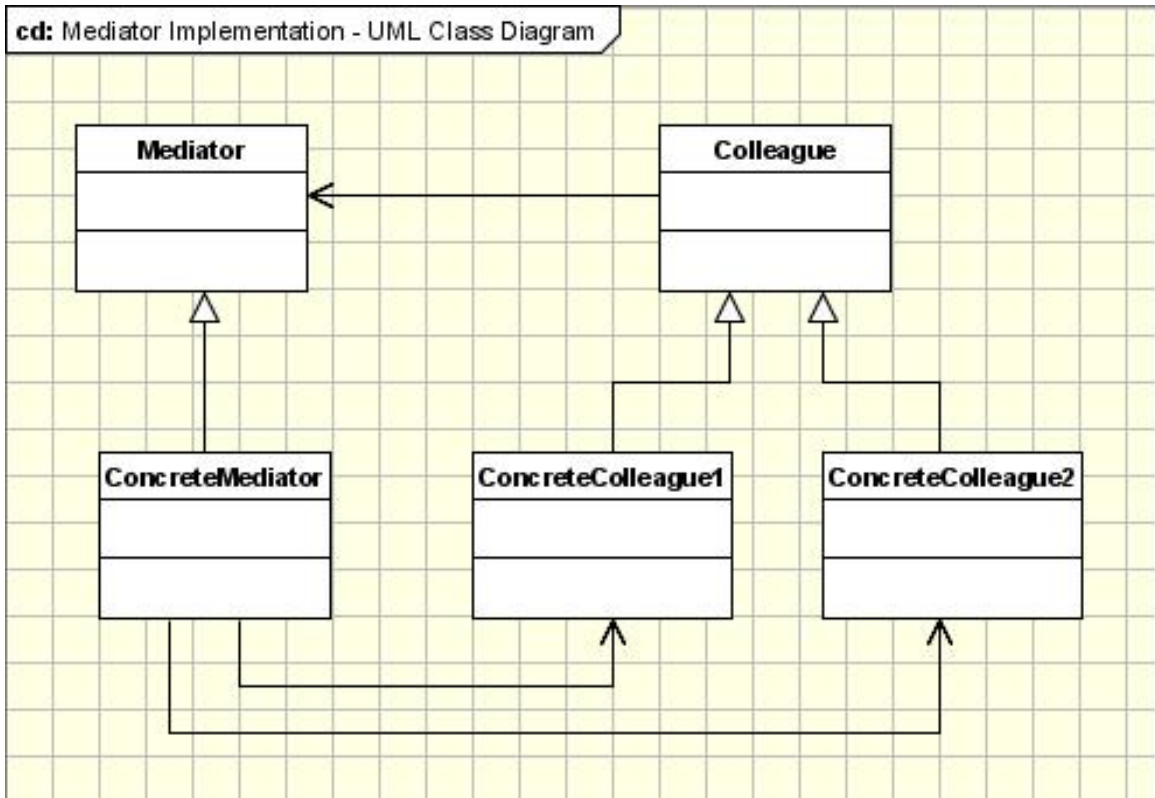 cd: Mediator Implementation - UML Class Diagram
Mediator
Colleague
ConcreteMediator
ConcreteColleague1
ConcreteColleague2